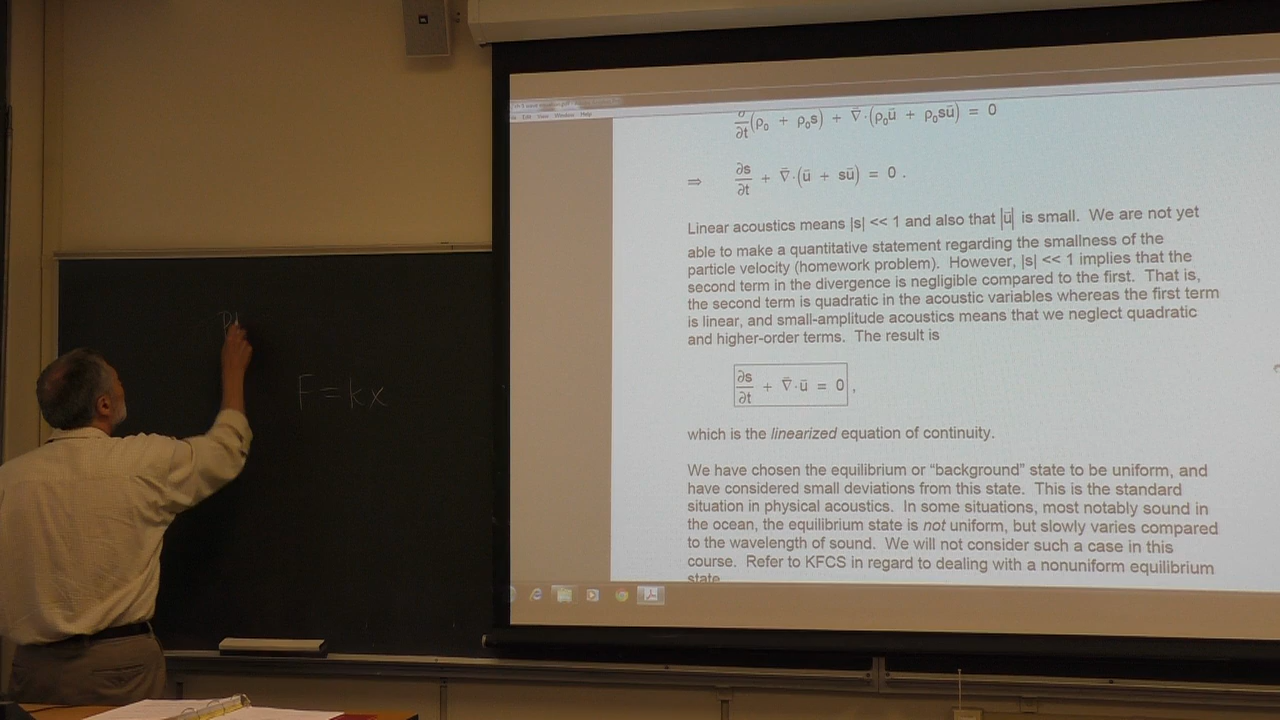 F = kx
Edit View Window Help
∂/∂t (ρ₀ + ρ₀s) + ∇̄·(ρ₀ū + ρ₀sū) = 0
⇒ ∂s/∂t + ∇̄·(ū + sū) = 0 .
Linear acoustics means |s| << 1 and also that |ū| is small. We are not yet
able to make a quantitative statement regarding the smallness of the
particle velocity (homework problem). However, |s| << 1 implies that the
second term in the divergence is negligible compared to the first. That is,
the second term is quadratic in the acoustic variables whereas the first term
is linear, and small-amplitude acoustics means that we neglect quadratic
and higher-order terms. The result is
∂s/∂t + ∇̄·ū = 0 ,
which is the linearized equation of continuity.
We have chosen the equilibrium or “background” state to be uniform, and
have considered small deviations from this state. This is the standard
situation in physical acoustics. In some situations, most notably sound in
the ocean, the equilibrium state is not uniform, but slowly varies compared
to the wavelength of sound. We will not consider such a case in this
course. Refer to KFCS in regard to dealing with a nonuniform equilibrium
state